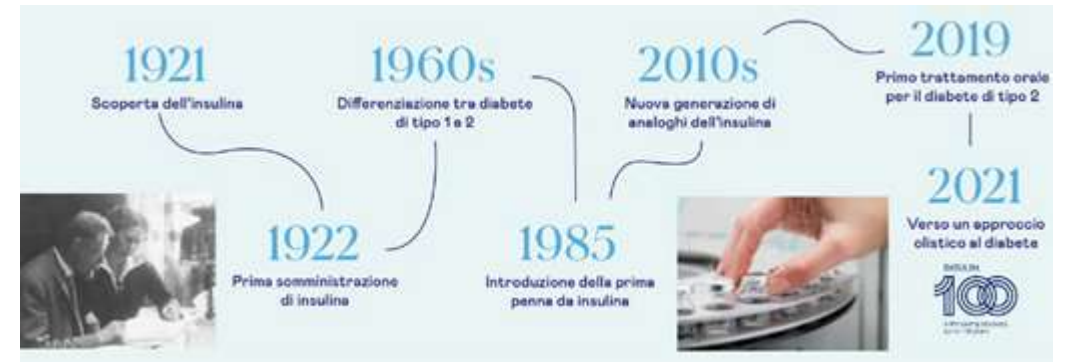 1921
Scoperta dell'insulina
1922
Prima somministrazione
di insulina
1960s
Differenziazione tra diabete
di tipo 1 e 2
1985
Introduzione della prima
penna da insulina
2010s
Nuova generazione di
analoghi dell'insulina
2019
Primo trattamento orale
per il diabete di tipo 2
2021
Verso un approccio
olistico al diabete
INSULIN
100